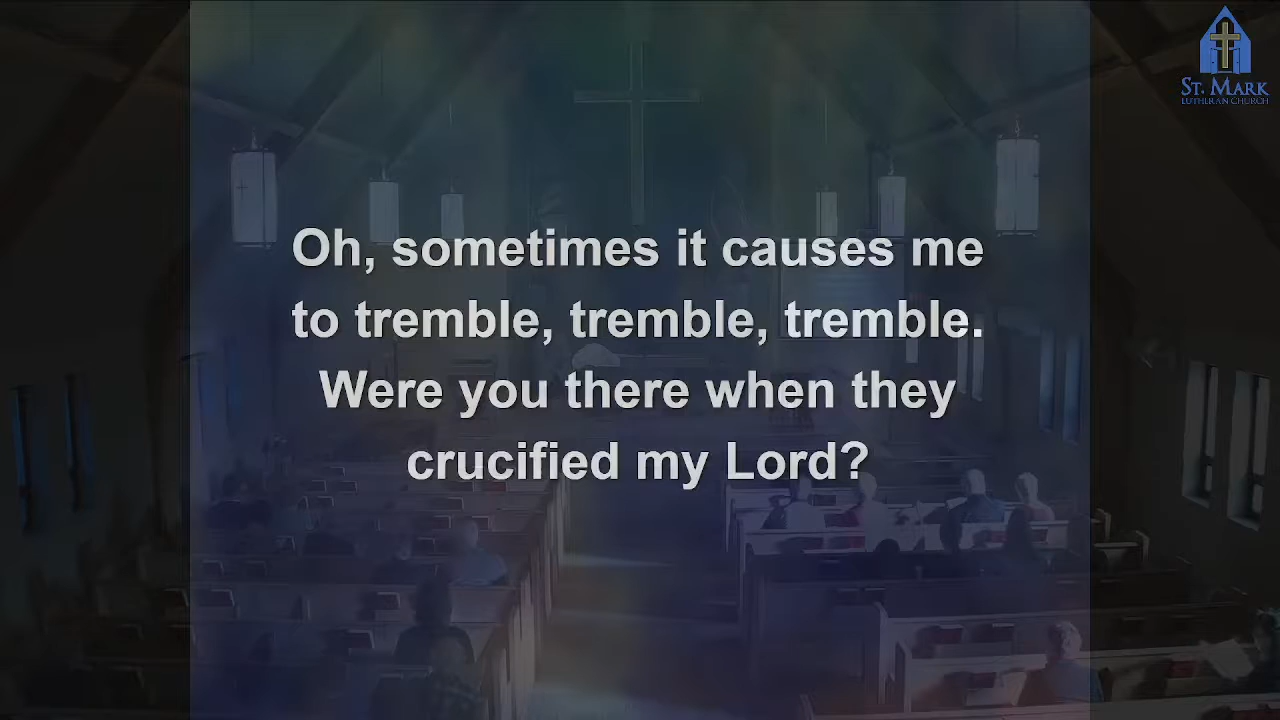 St. Mark
Lutheran Church
Oh, sometimes it causes me
to tremble, tremble, tremble.
Were you there when they
crucified my Lord?